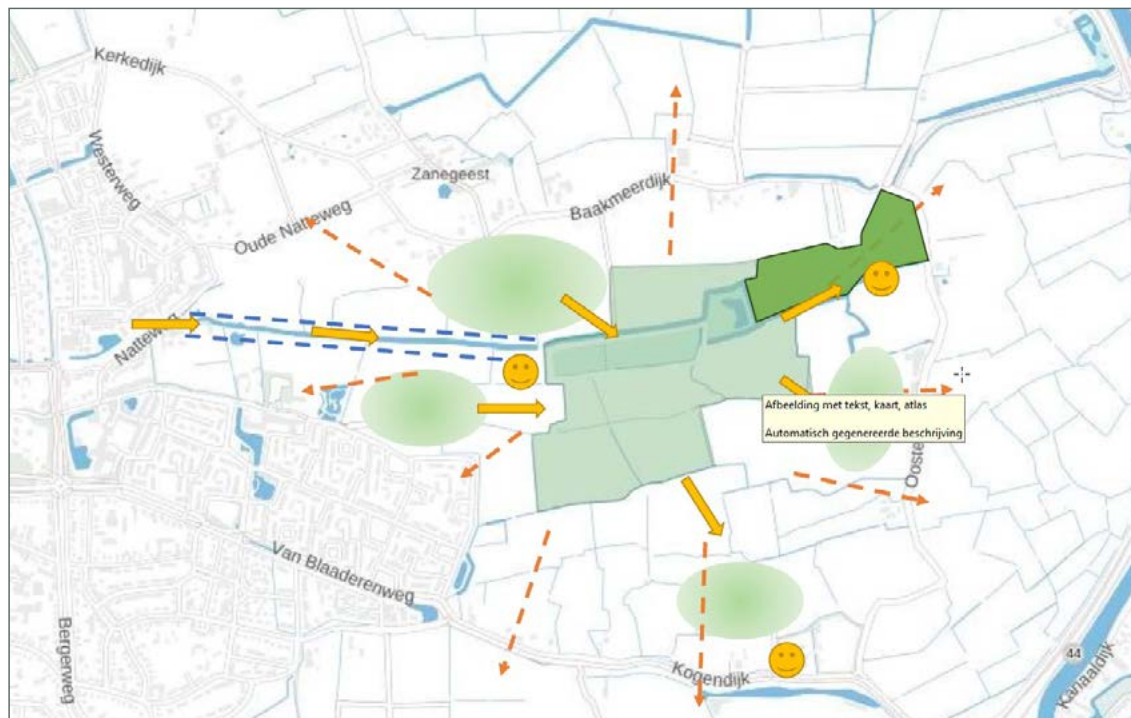 Kerkedijk
Westerweg
Zanegeest
Baakmeerdijk
Oude Natteweg
Natteweg
Afbeelding met tekst, kaart, atlas
Automatisch gegenereerde beschrijving
Ooste
Van Blaaderenweg
Bergerweg
Kogendijk
44
Kanaaldijk